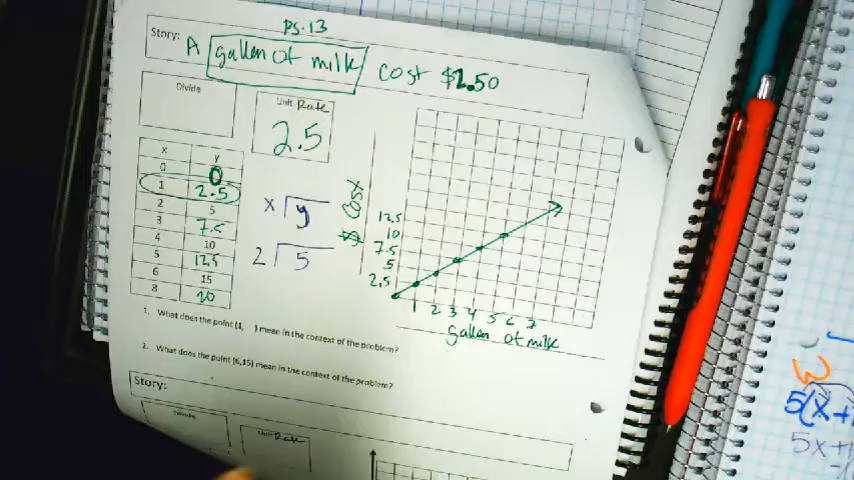 ps.13
Story: A gallen of milk cost $2.50
Divide
Unit Rate
2.5
x y
0 0
1 2.5
2 5
3 7.5
4 10
5 12.5
6 15
8 20
x y
2 5
$ Cost
12.5
10
7.5
5
2.5
1 2 3 4 5 6 7
gallen of milk
1. What does the point (1, ) mean in the context of the problem?
2. What does the point (6,15) mean in the context of the problem?
Story:
Divide
Unit Rate
5(x+
5x+